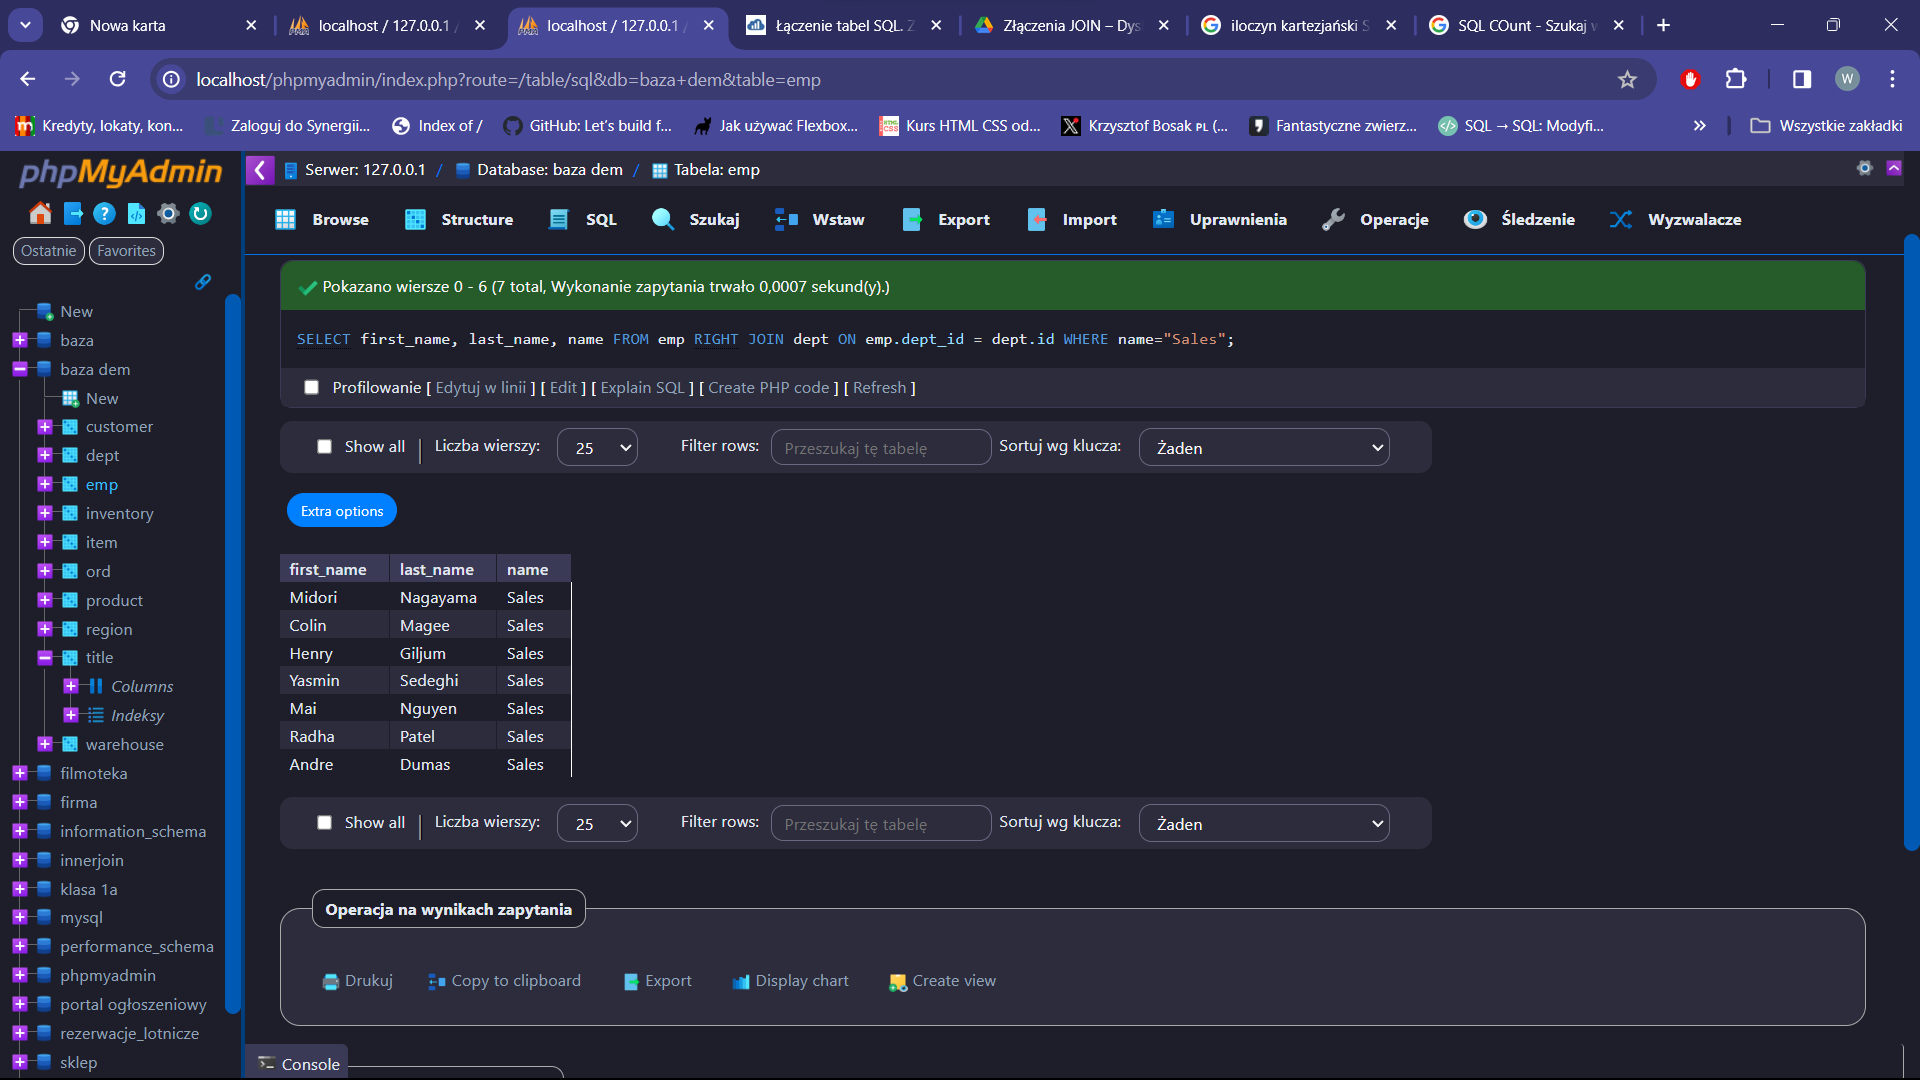 Nowa karta
localhost / 127.0.0.1 /
localhost / 127.0.0.1 /
Łączenie tabel SQL. Z
Złączenia JOIN – Dys
iloczyn kartezjański S
SQL COunt - Szukaj w
localhost/phpmyadmin/index.php?route=/table/sql&db=baza+dem&table=emp
W
Kredyty, lokaty, kon...
Zaloguj do Synergii...
Index of /
GitHub: Let's build f...
Jak używać Flexbox...
Kurs HTML CSS od...
Krzysztof Bosak PL (...
Fantastyczne zwierz...
SQL → SQL: Modyfi...
Wszystkie zakładki
phpMyAdmin
Ostatnie
Favorites
New
baza
baza dem
New
customer
dept
emp
inventory
item
ord
product
region
title
Columns
Indeksy
warehouse
filmoteka
firma
information_schema
innerjoin
klasa 1a
mysql
performance_schema
phpmyadmin
portal ogłoszeniowy
rezerwacje_lotnicze
sklep
Serwer: 127.0.0.1 / Database: baza dem / Tabela: emp
Browse
Structure
SQL
Szukaj
Wstaw
Export
Import
Uprawnienia
Operacje
Śledzenie
Wyzwalacze
Pokazano wiersze 0 - 6 (7 total, Wykonanie zapytania trwało 0,0007 sekund(y).)
SELECT first_name, last_name, name FROM emp RIGHT JOIN dept ON emp.dept_id = dept.id WHERE name="Sales";
Profilowanie [ Edytuj w linii ] [ Edit ] [ Explain SQL ] [ Create PHP code ] [ Refresh ]
Show all | Liczba wierszy: 25 Filter rows: Przeszukaj tę tabelę Sortuj wg klucza: Żaden
Extra options
first_name last_name name
Midori Nagayama Sales
Colin Magee Sales
Henry Giljum Sales
Yasmin Sedeghi Sales
Mai Nguyen Sales
Radha Patel Sales
Andre Dumas Sales
Show all | Liczba wierszy: 25 Filter rows: Przeszukaj tę tabelę Sortuj wg klucza: Żaden
Operacja na wynikach zapytania
Drukuj
Copy to clipboard
Export
Display chart
Create view
Console